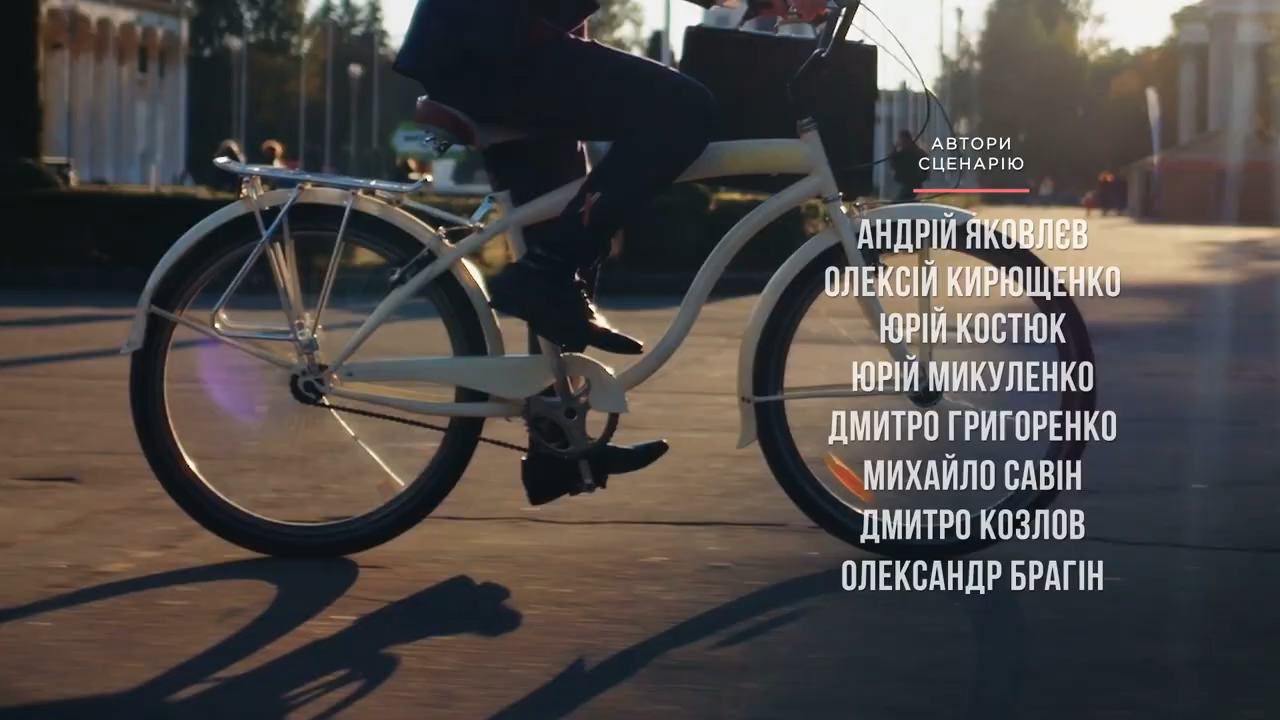 АВТОРИ
СЦЕНАРІЮ
АНДРІЙ ЯКОВЛЄВ
ОЛЕКСІЙ КИРЮЩЕНКО
ЮРІЙ КОСТЮК
ЮРІЙ МИКУЛЕНКО
ДМИТРО ГРИГОРЕНКО
МИХАЙЛО САВІН
ДМИТРО КОЗЛОВ
ОЛЕКСАНДР БРАГІН